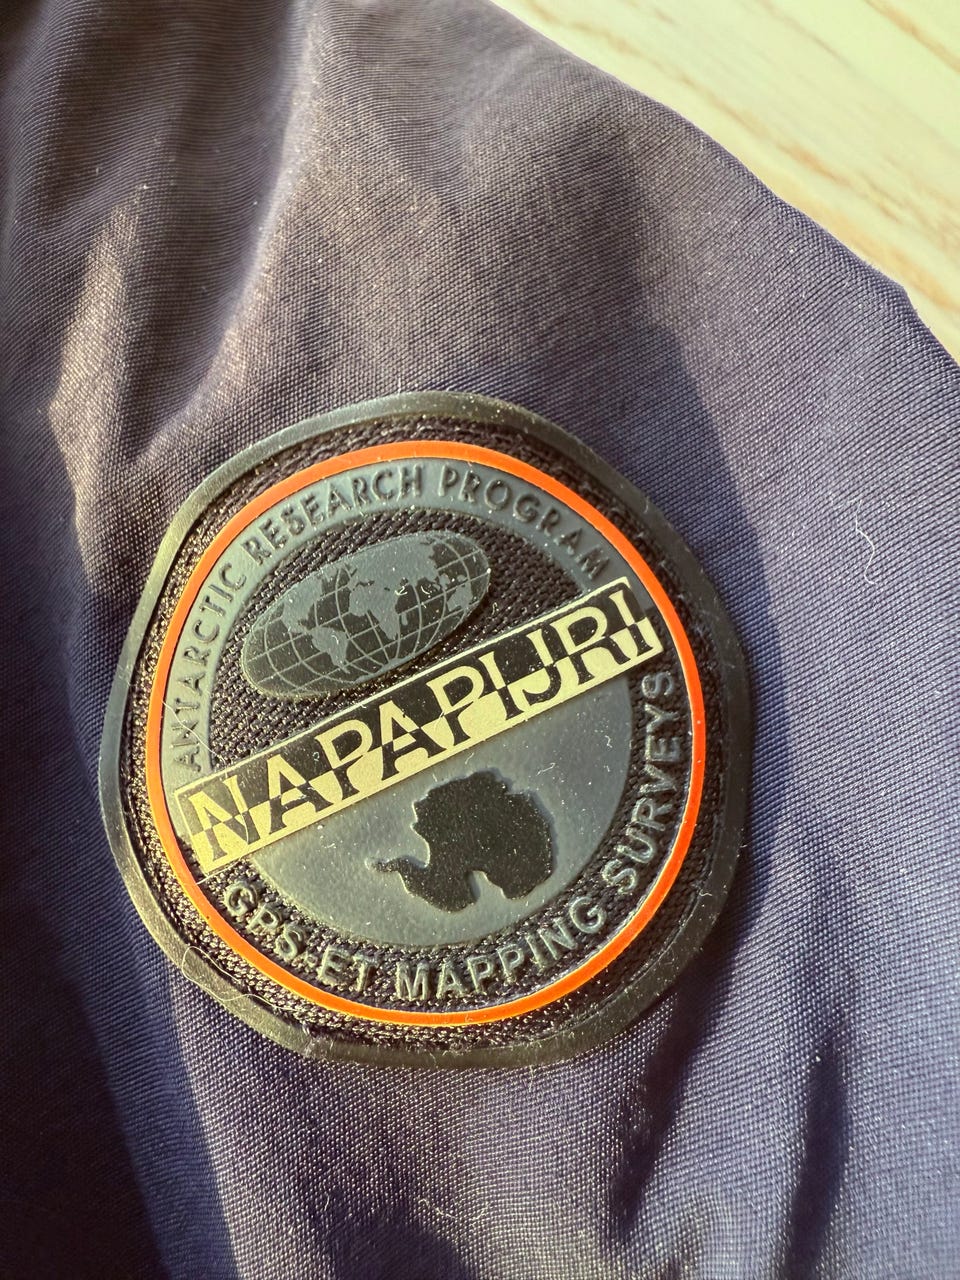 ANTARCTIC RESEARCH PROGRAM
NAPAPIJRI
GPS-ET MAPPING SURVEYS